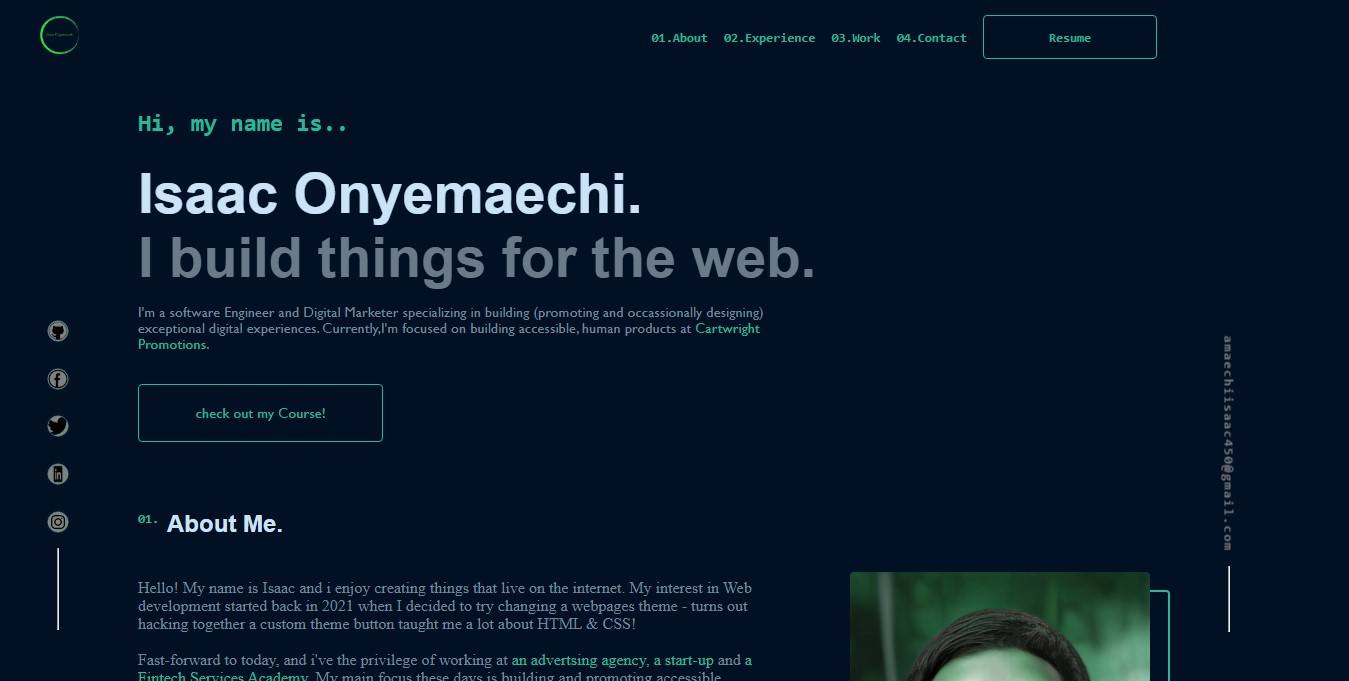 01.About 02.Experience 03.Work 04.Contact Resume
Hi, my name is..
Isaac Onyemaechi.
I build things for the web.
I'm a software Engineer and Digital Marketer specializing in building (promoting and occassionally designing)
exceptional digital experiences. Currently,I'm focused on building accessible, human products at Cartwright
Promotions.
check out my Course!
amaechiisaac450@gmail.com
01. About Me.
Hello! My name is Isaac and i enjoy creating things that live on the internet. My interest in Web
development started back in 2021 when I decided to try changing a webpages theme - turns out
hacking together a custom theme button taught me a lot about HTML & CSS!
Fast-forward to today, and i've the privilege of working at an advertsing agency, a start-up and a
Fintech Services Academy. My main focus these days is building and promoting accessible